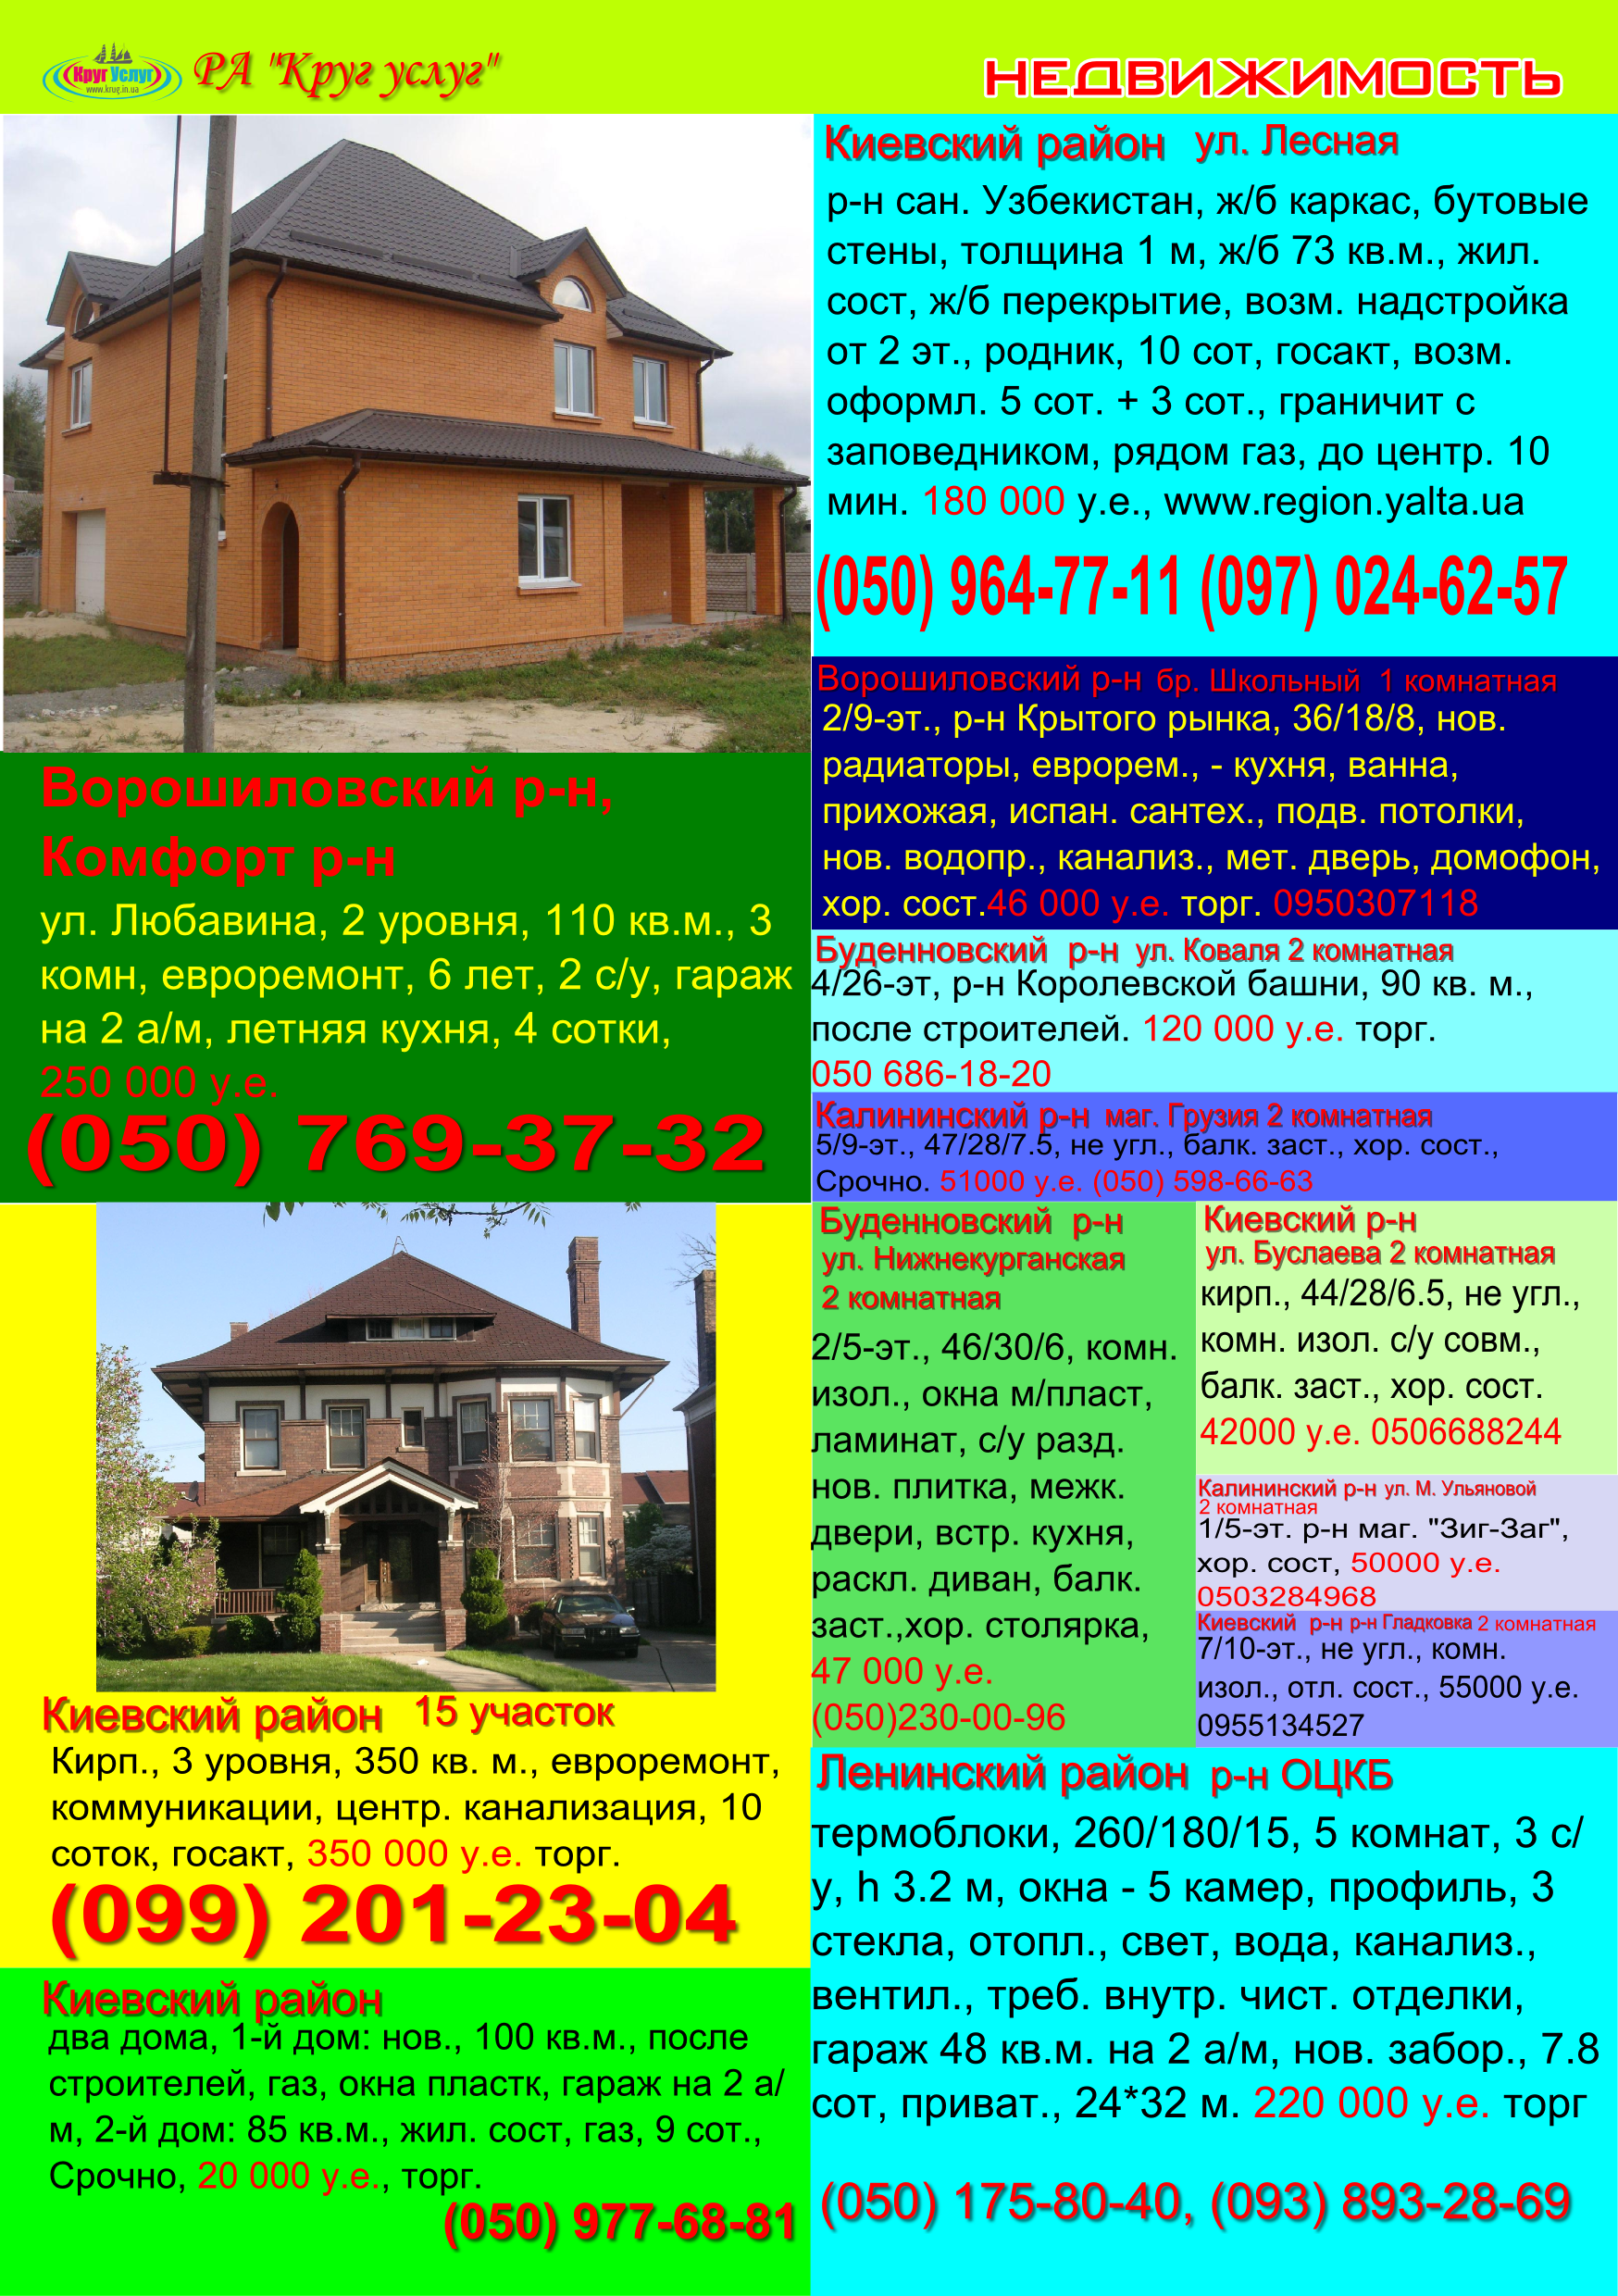 Круг Услуг
www.krug.in.ua
РА "Круг услуг"
НЕДВИЖИМОСТЬ
Ворошиловский р-н,
Комфорт р-н
ул. Любавина, 2 уровня, 110 кв.м., 3
комн, евроремонт, 6 лет, 2 с/у, гараж
на 2 а/м, летняя кухня, 4 сотки,
250 000 у.е.
(050) 769-37-32
Киевский район 15 участок
Кирп., 3 уровня, 350 кв. м., евроремонт,
коммуникации, центр. канализация, 10
соток, госакт, 350 000 у.е. торг.
(099) 201-23-04
Киевский район
два дома, 1-й дом: нов., 100 кв.м., после
строителей, газ, окна пластк, гараж на 2 а/
м, 2-й дом: 85 кв.м., жил. сост, газ, 9 сот.,
Срочно, 20 000 у.е., торг.
(050) 977-68-81
Киевский район ул. Лесная
р-н сан. Узбекистан, ж/б каркас, бутовые
стены, толщина 1 м, ж/б 73 кв.м., жил.
сост, ж/б перекрытие, возм. надстройка
от 2 эт., родник, 10 сот, госакт, возм.
оформл. 5 сот. + 3 сот., граничит с
заповедником, рядом газ, до центр. 10
мин. 180 000 у.е., www.region.yalta.ua
(050) 964-77-11 (097) 024-62-57
Ворошиловский р-н бр. Школьный 1 комнатная
2/9-эт., р-н Крытого рынка, 36/18/8, нов.
радиаторы, еврорем., - кухня, ванна,
прихожая, испан. сантех., подв. потолки,
нов. водопр., канализ., мет. дверь, домофон,
хор. сост.46 000 у.е. торг. 0950307118
Буденновский р-н ул. Коваля 2 комнатная
4/26-эт, р-н Королевской башни, 90 кв. м.,
после строителей. 120 000 у.е. торг.
050 686-18-20
Калининский р-н маг. Грузия 2 комнатная
5/9-эт., 47/28/7.5, не угл., балк. заст., хор. сост.,
Срочно. 51000 у.е. (050) 598-66-63
Буденновский р-н
ул. Нижнекурганская
2 комнатная
2/5-эт., 46/30/6, комн.
изол., окна м/пласт,
ламинат, с/у разд.
нов. плитка, межк.
двери, встр. кухня,
раскл. диван, балк.
заст.,хор. столярка,
47 000 у.е.
(050)230-00-96
Киевский р-н
ул. Буслаева 2 комнатная
кирп., 44/28/6.5, не угл.,
комн. изол. с/у совм.,
балк. заст., хор. сост.
42000 у.е. 0506688244
Калининский р-н ул. М. Ульяновой
2 комнатная
1/5-эт. р-н маг. "Зиг-Заг",
хор. сост, 50000 у.е.
0503284968
Киевский р-н р-н Гладковка 2 комнатная
7/10-эт., не угл., комн.
изол., отл. сост., 55000 у.е.
0955134527
Ленинский район р-н ОЦКБ
термоблоки, 260/180/15, 5 комнат, 3 с/
у, h 3.2 м, окна - 5 камер, профиль, 3
стекла, отопл., свет, вода, канализ.,
вентил., треб. внутр. чист. отделки,
гараж 48 кв.м. на 2 а/м, нов. забор., 7.8
сот, приват., 24*32 м. 220 000 у.е. торг
(050) 175-80-40, (093) 893-28-69